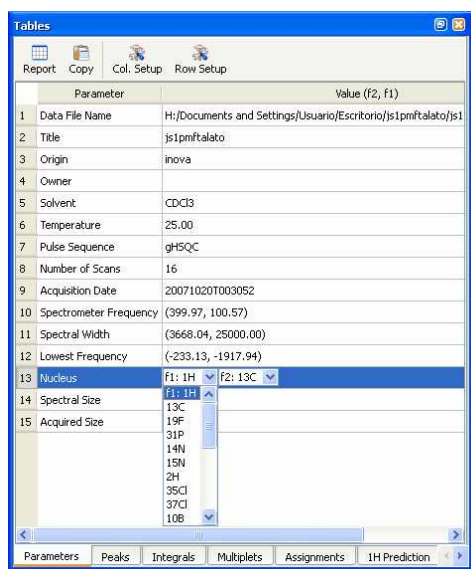 Tables
Report Copy Col. Setup Row Setup
Parameter Value (f2, f1)
1 Data File Name H:/Documents and Settings/Usuario/Escritorio/js1pmftalato/js1
2 Title js1pmftalato
3 Origin inova
4 Owner
5 Solvent CDCl3
6 Temperature 25.00
7 Pulse Sequence gHSQC
8 Number of Scans 16
9 Acquisition Date 20071020T003052
10 Spectrometer Frequency (399.97, 100.57)
11 Spectral Width (3668.04, 25000.00)
12 Lowest Frequency (-233.13, -1917.94)
13 Nucleus f1: 1H f2: 13C
f1: 1H
14 Spectral Size
13C
15 Acquired Size
19F
31P
14N
15N
2H
35Cl
37Cl
10B
Parameters Peaks Integrals Multiplets Assignments 1H Prediction